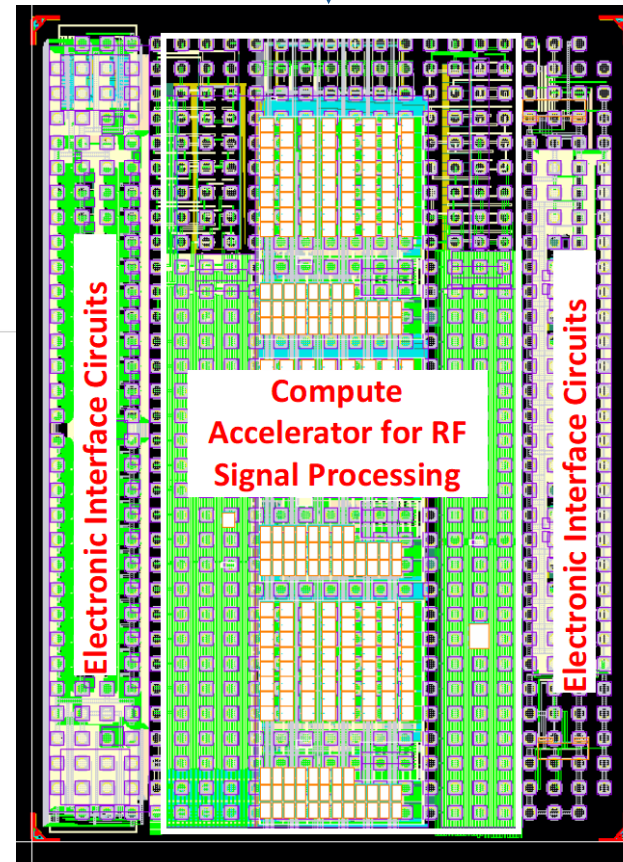 Electronic Interface Circuits
Compute
Accelerator for RF
Signal Processing
Electronic Interface Circuits